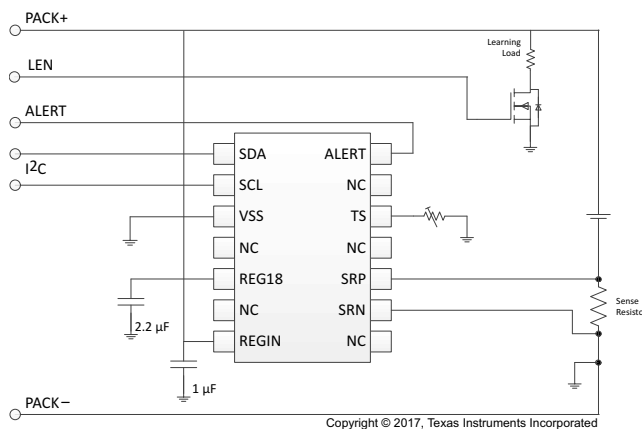 PACK+
LEN
ALERT
I²C
Learning
Load
SDA
SCL
VSS
NC
REG18
NC
REGIN
ALERT
NC
TS
NC
SRP
SRN
NC
2.2 µF
1 µF
Sense
PACK−
Copyright © 2017, Texas Instruments Incorporated